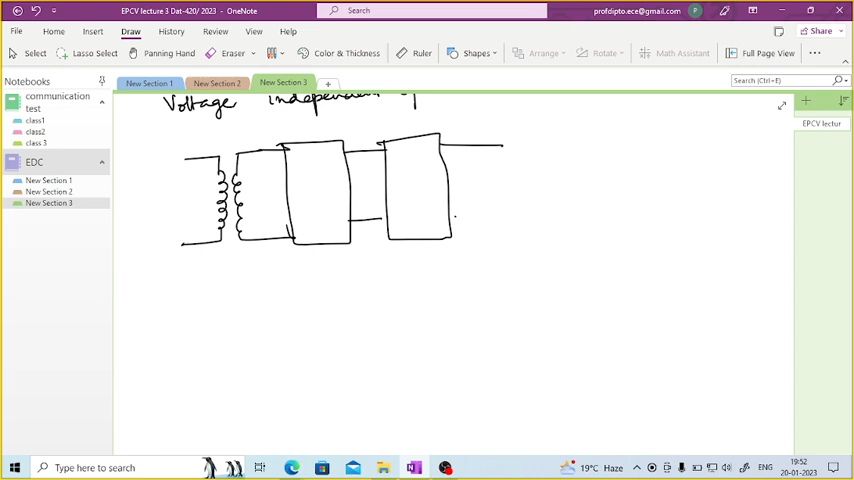 EPCV lecture 3 Dat-420/ 2023 - OneNote
Search
profdipto.ece@gmail.com
P
File Home Insert Draw History Review View Help
Share
Select Lasso Select Panning Hand Eraser Color & Thickness Ruler Shapes Arrange Rotate Math Assistant Full Page View
Notebooks
New Section 1 New Section 2 New Section 3
Search (Ctrl+E)
communication
test
class1
class2
class 3
EDC
New Section 1
New Section 2
New Section 3
Voltage independent of
EPCV lectur
Type here to search
19°C Haze
ENG
19:52
20-01-2023